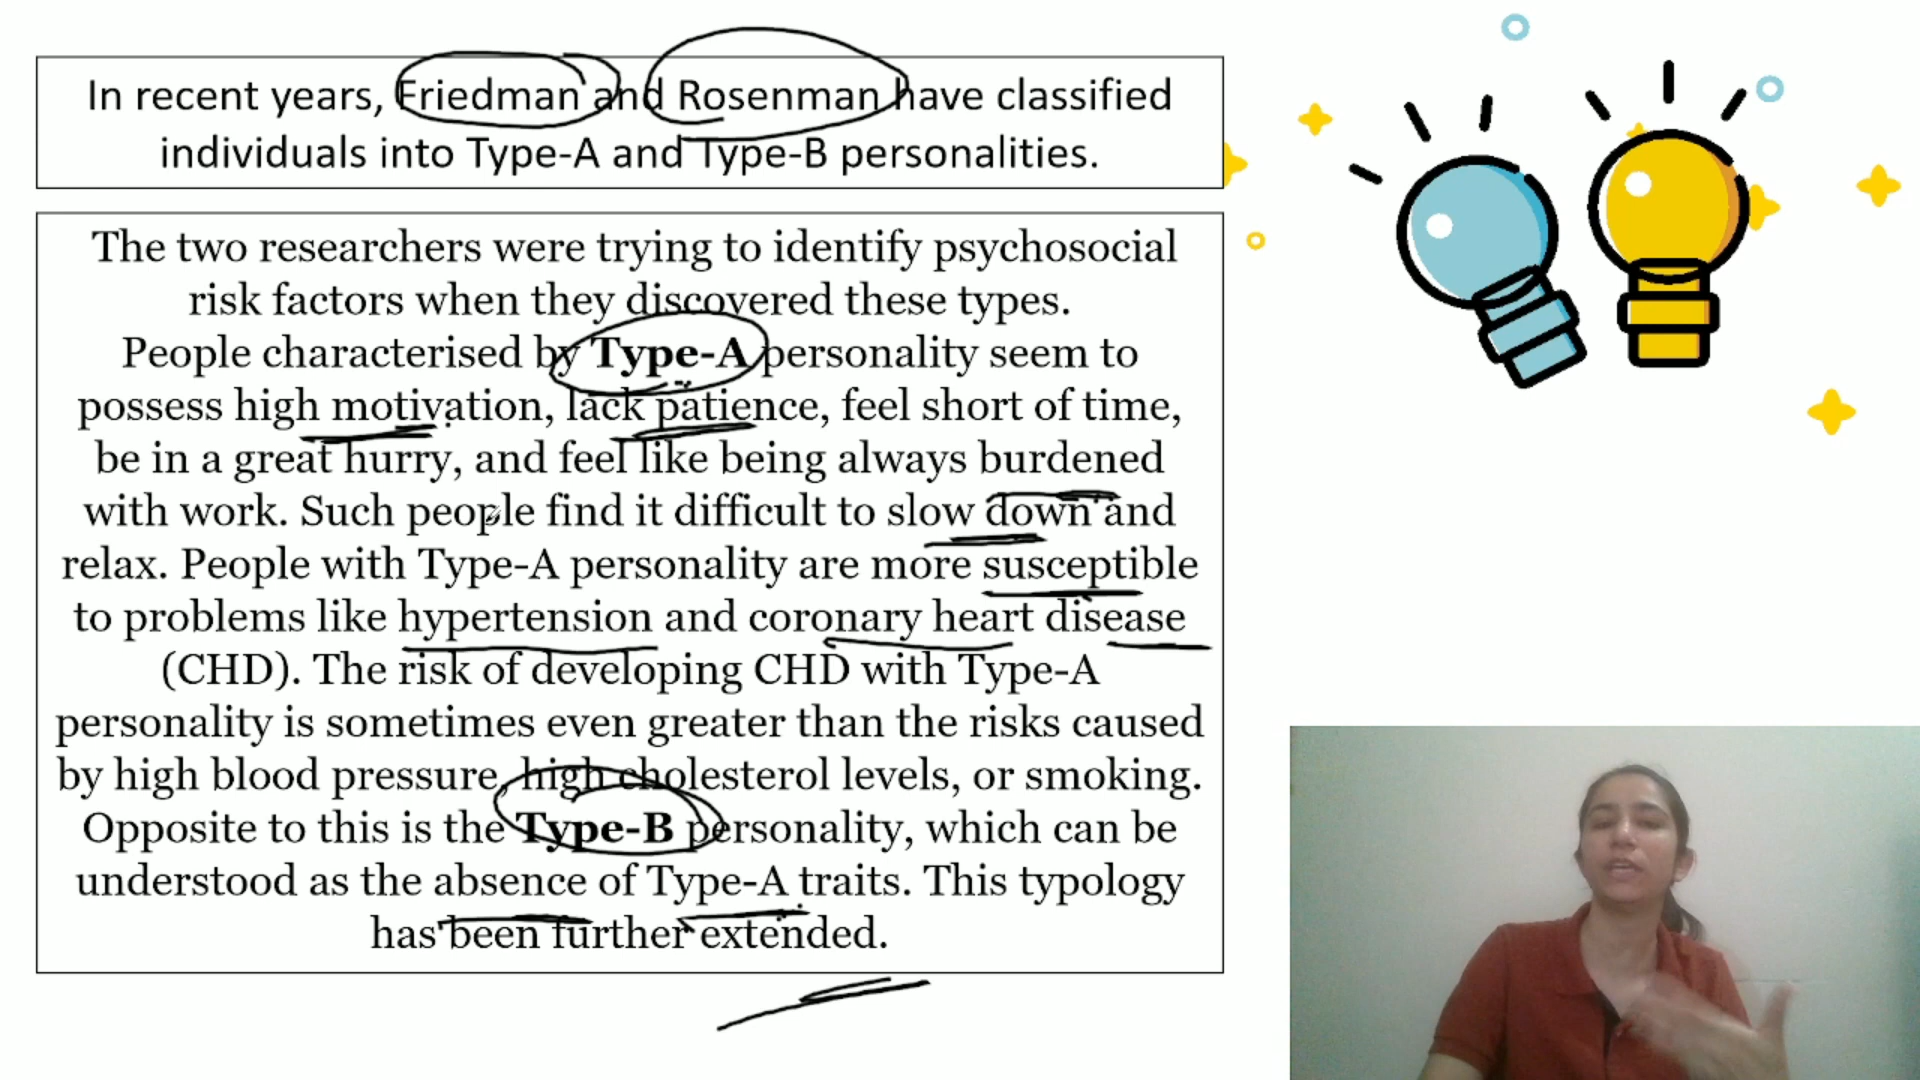 In recent years, Friedman and Rosenman have classified
individuals into Type-A and Type-B personalities.
The two researchers were trying to identify psychosocial
risk factors when they discovered these types.
People characterised by Type-A personality seem to
possess high motivation, lack patience, feel short of time,
be in a great hurry, and feel like being always burdened
with work. Such people find it difficult to slow down and
relax. People with Type-A personality are more susceptible
to problems like hypertension and coronary heart disease
(CHD). The risk of developing CHD with Type-A
personality is sometimes even greater than the risks caused
by high blood pressure, high cholesterol levels, or smoking.
Opposite to this is the Type-B personality, which can be
understood as the absence of Type-A traits. This typology
has been further extended.